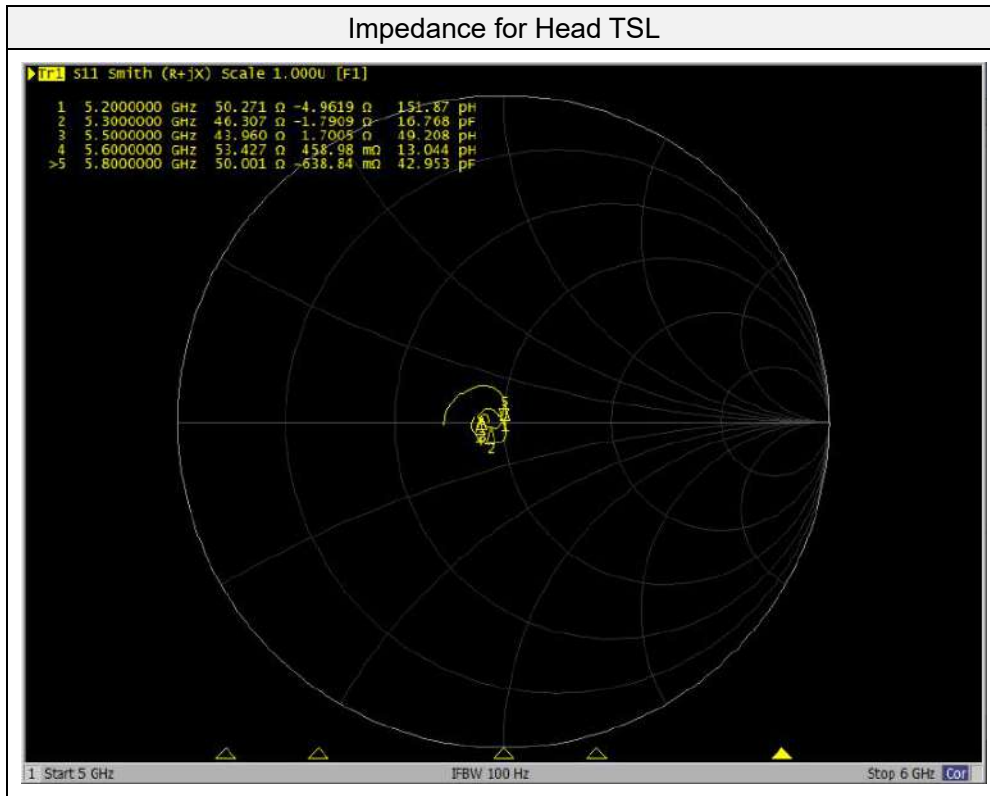 Impedance for Head TSL
Tr1 S11 Smith (R+jX) Scale 1.000U [F1]
1 5.2000000 GHz 50.271 Ω -4.9619 Ω 151.87 pH
2 5.3000000 GHz 46.307 Ω -1.7909 Ω 16.768 pF
3 5.5000000 GHz 43.960 Ω 1.7005 Ω 49.208 pH
4 5.6000000 GHz 53.427 Ω 458.98 mΩ 13.044 pH
>5 5.8000000 GHz 50.001 Ω -638.84 mΩ 42.953 pF
5
1
2
1 Start 5 GHz IFBW 100 Hz Stop 6 GHz Cor